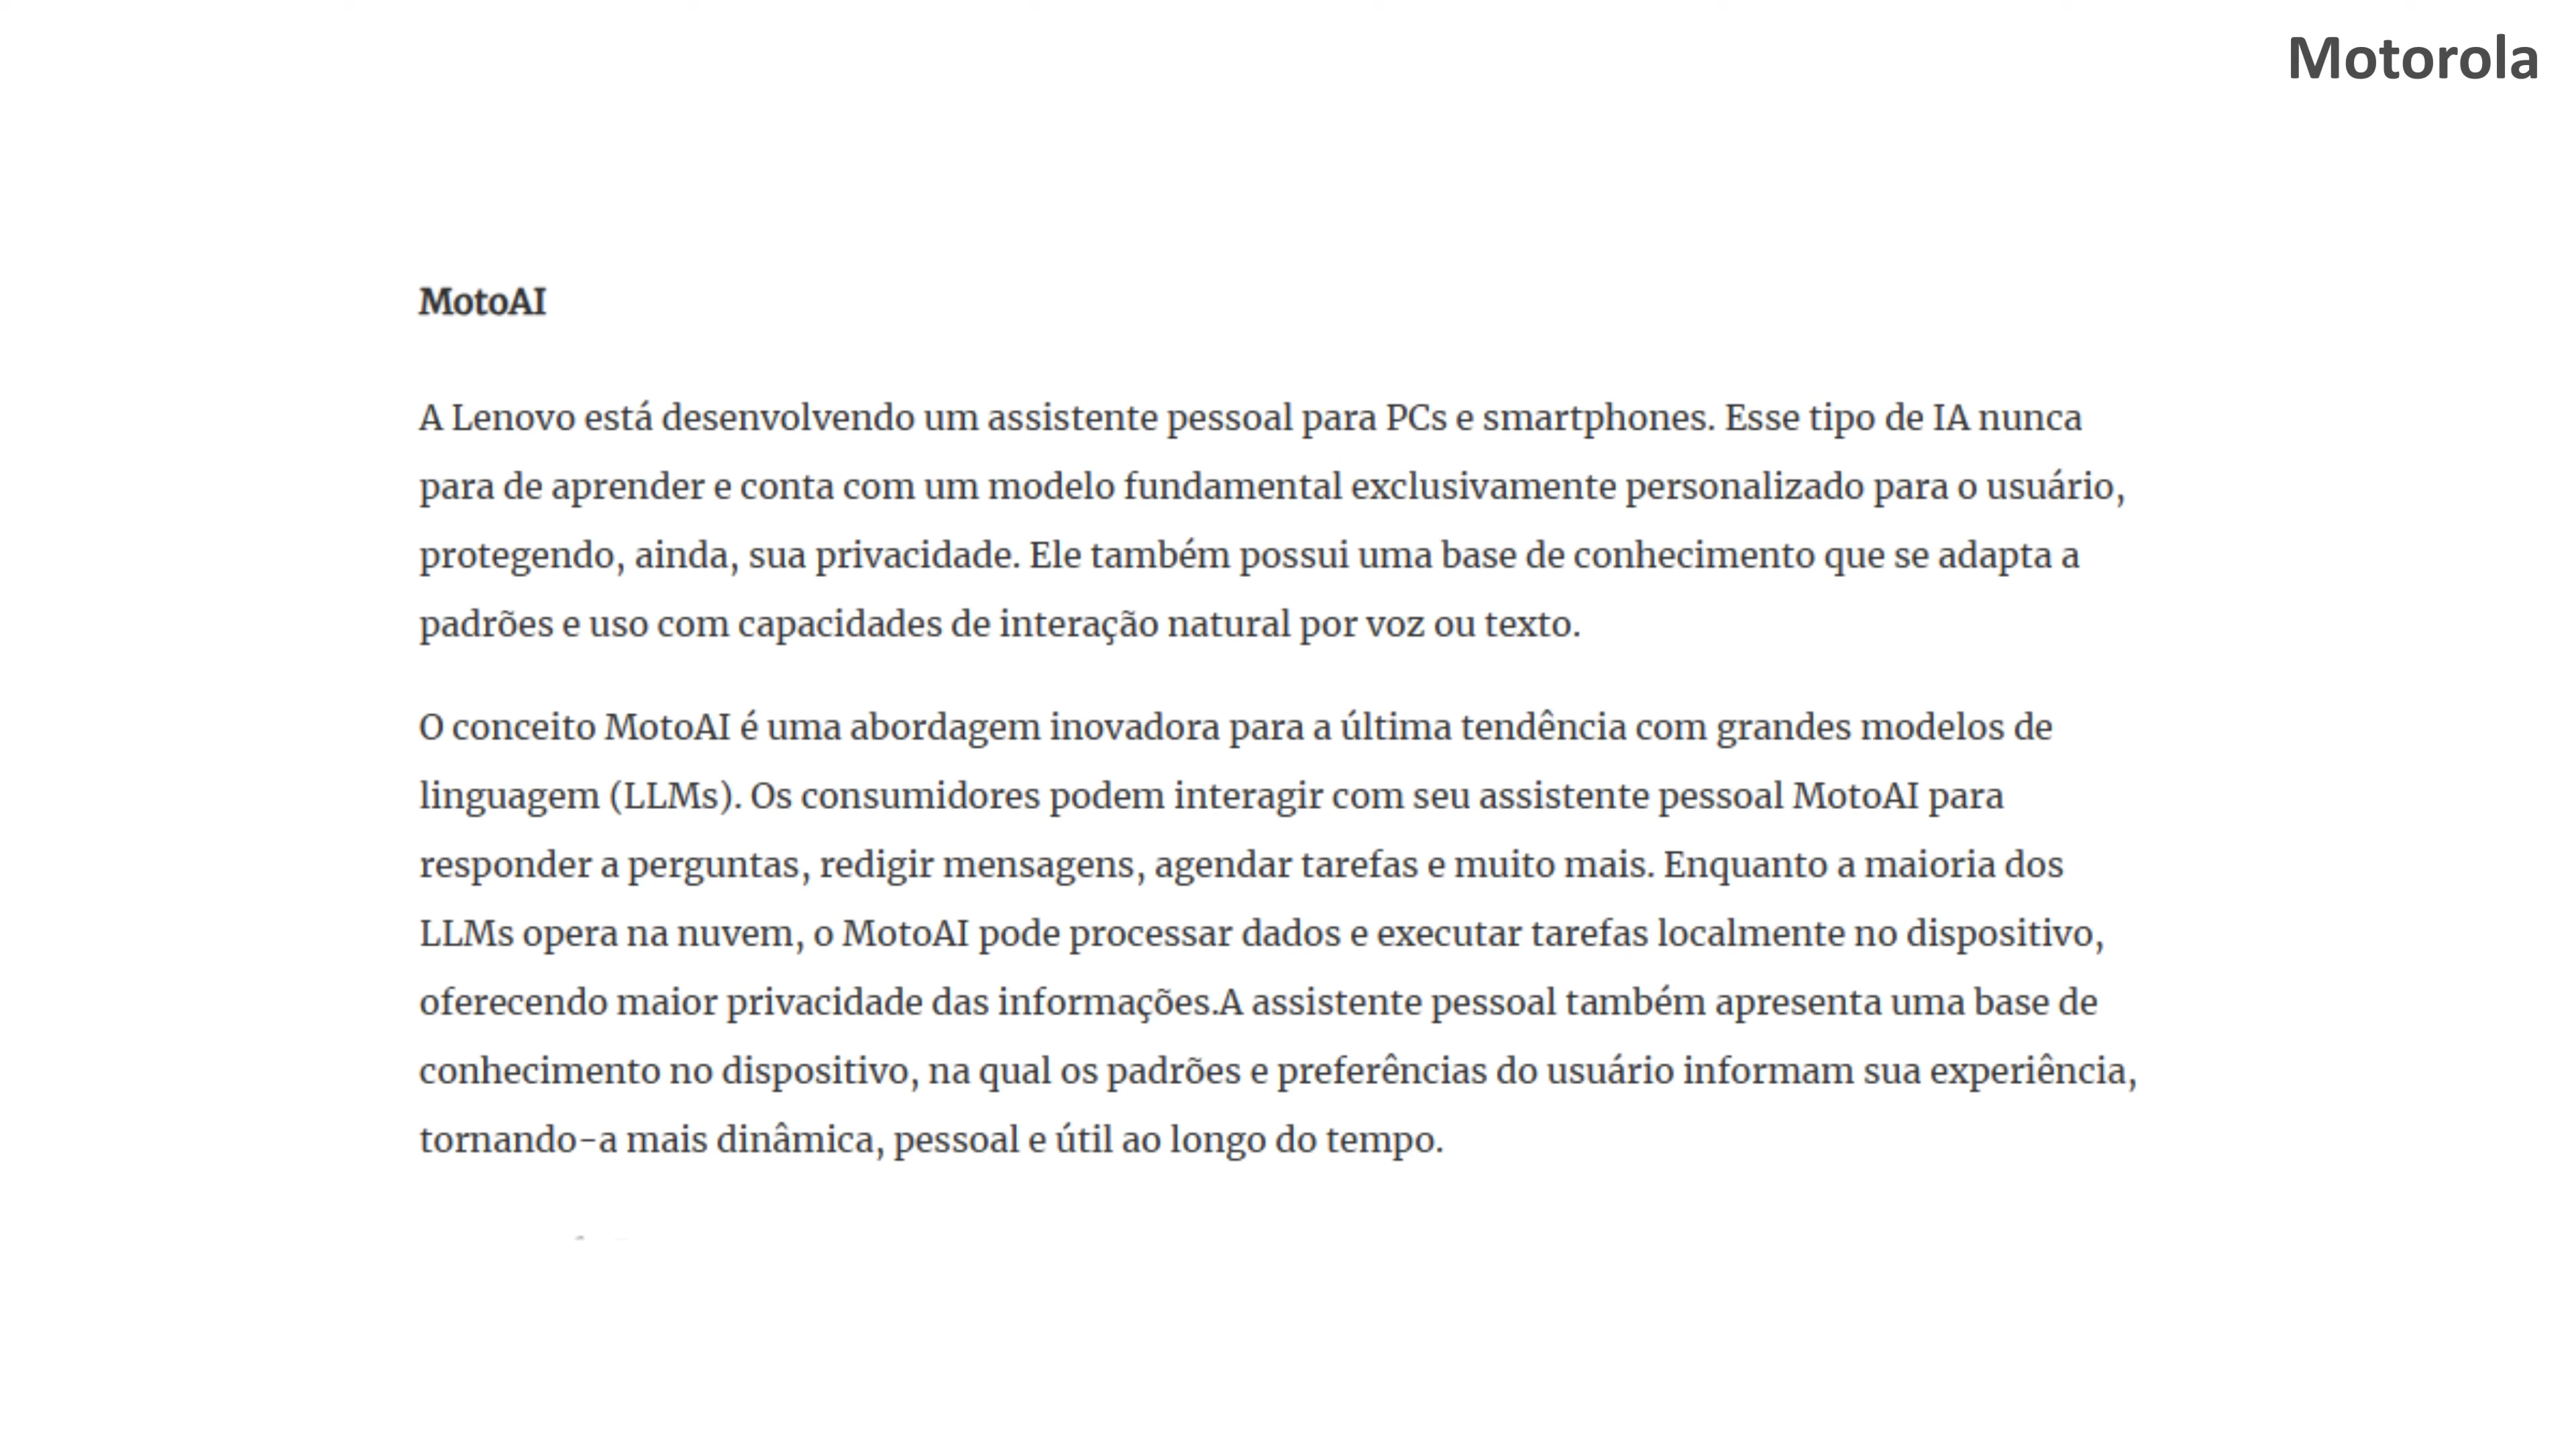 Motorola
MotoAI
A Lenovo está desenvolvendo um assistente pessoal para PCs e smartphones. Esse tipo de IA nunca
para de aprender e conta com um modelo fundamental exclusivamente personalizado para o usuário,
protegendo, ainda, sua privacidade. Ele também possui uma base de conhecimento que se adapta a
padrões e uso com capacidades de interação natural por voz ou texto.
O conceito MotoAI é uma abordagem inovadora para a última tendência com grandes modelos de
linguagem (LLMs). Os consumidores podem interagir com seu assistente pessoal MotoAI para
responder a perguntas, redigir mensagens, agendar tarefas e muito mais. Enquanto a maioria dos
LLMs opera na nuvem, o MotoAI pode processar dados e executar tarefas localmente no dispositivo,
oferecendo maior privacidade das informações.A assistente pessoal também apresenta uma base de
conhecimento no dispositivo, na qual os padrões e preferências do usuário informam sua experiência,
tornando-a mais dinâmica, pessoal e útil ao longo do tempo.